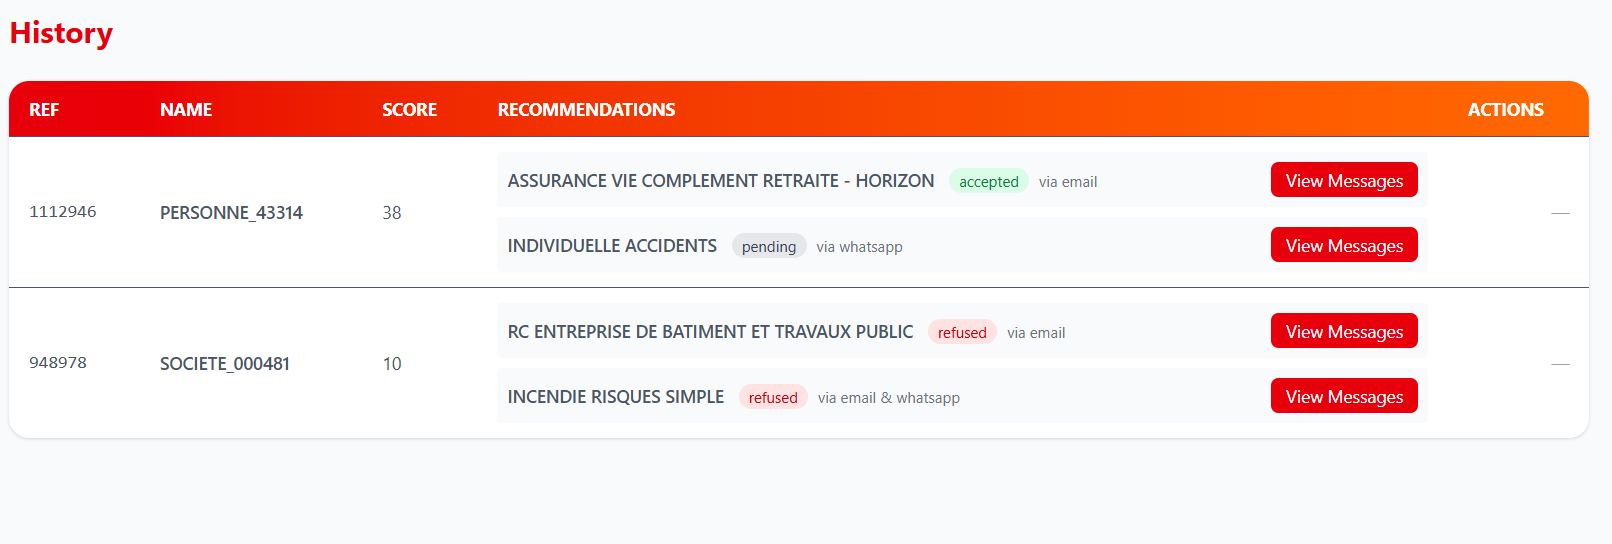 History
REF NAME SCORE RECOMMENDATIONS ACTIONS
ASSURANCE VIE COMPLEMENT RETRAITE - HORIZON accepted via email View Messages
1112946 PERSONNE_43314 38 —
INDIVIDUELLE ACCIDENTS pending via whatsapp View Messages
RC ENTREPRISE DE BATIMENT ET TRAVAUX PUBLIC refused via email View Messages
948978 SOCIETE_000481 10 —
INCENDIE RISQUES SIMPLE refused via email & whatsapp View Messages